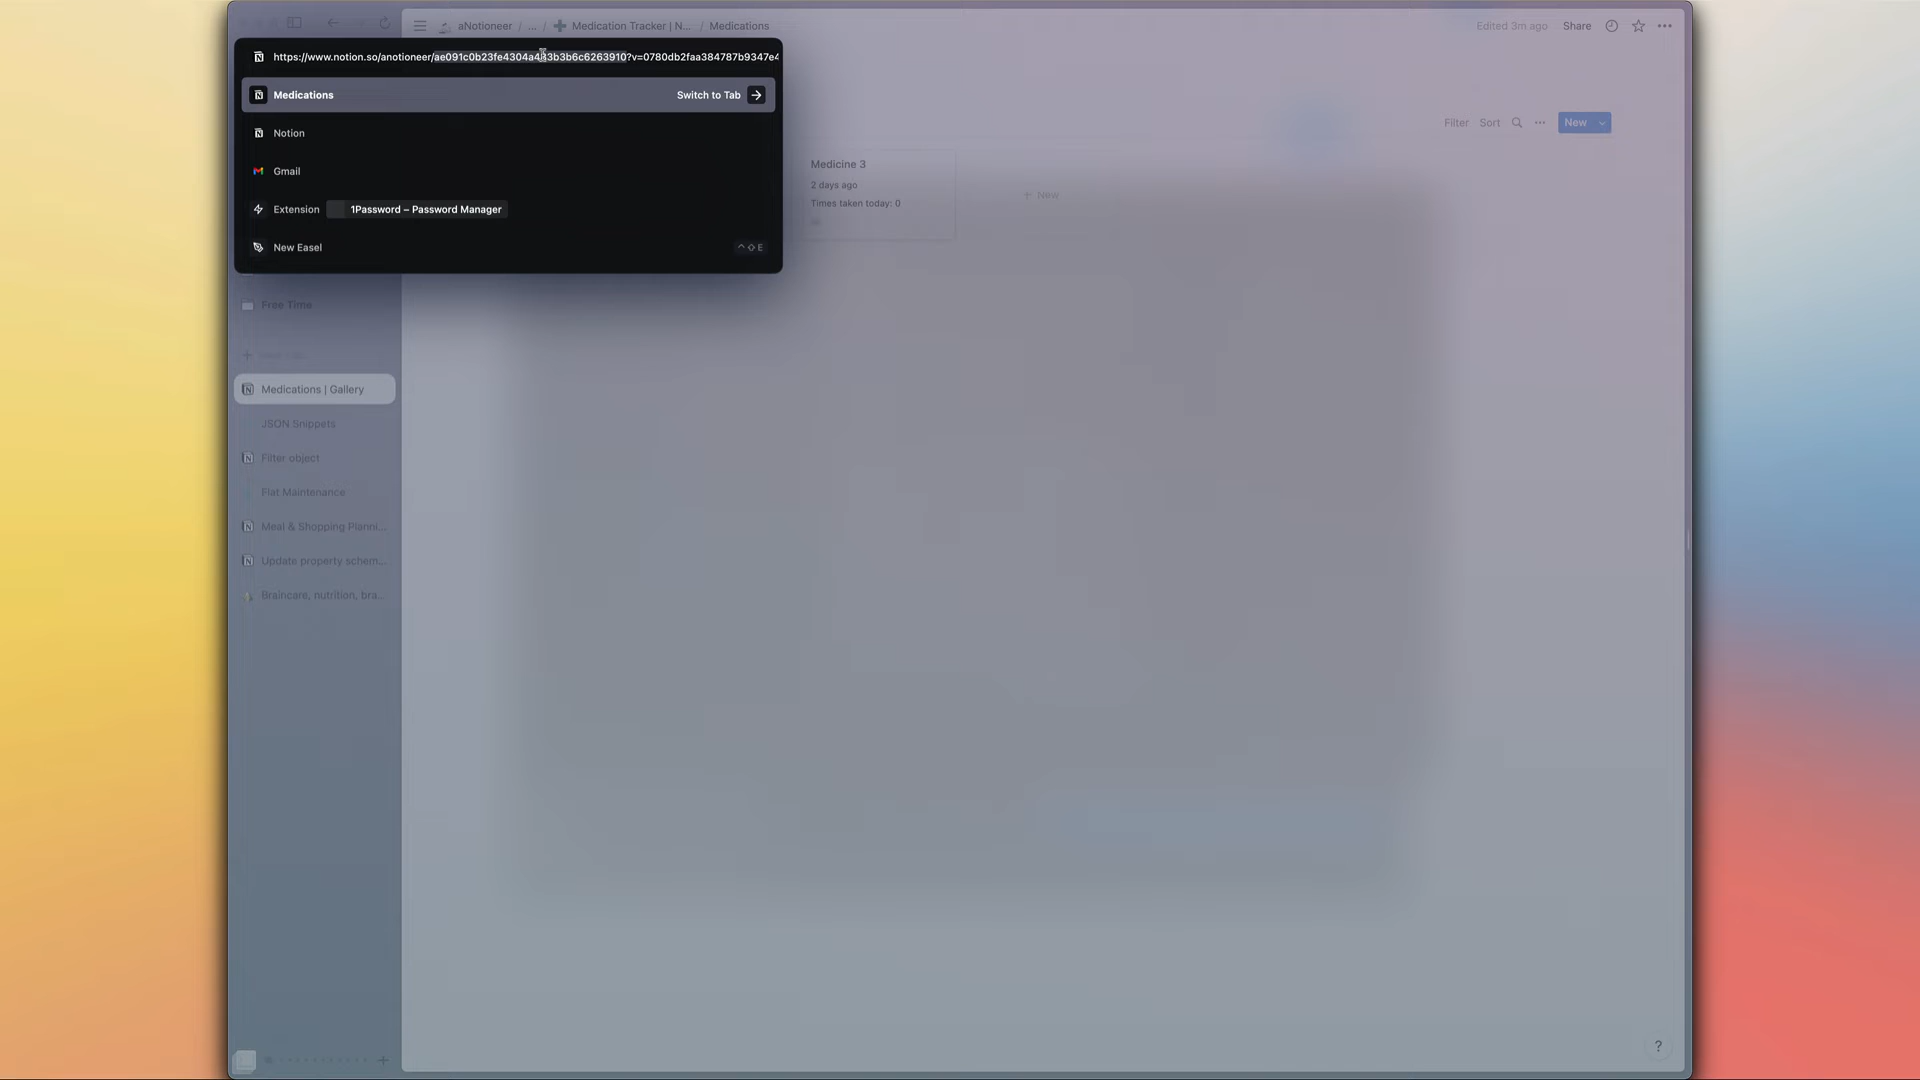 aNotioneer / ... / Medication Tracker | N... / Medications
Edited 3m ago
Share
https://www.notion.so/anotioneer/
Medications
Switch to Tab
Notion
Gmail
Extension
1Password – Password Manager
New Easel
^⇧E
Filter
Sort
New
Medicine 3
2 days ago
Times taken today: 0
+ New
Free Time
Medications | Gallery
JSON Snippets
Filter object
Flat Maintenance
Meal & Shopping Planni...
Update property schem...
Braincare, nutrition, bra...
?